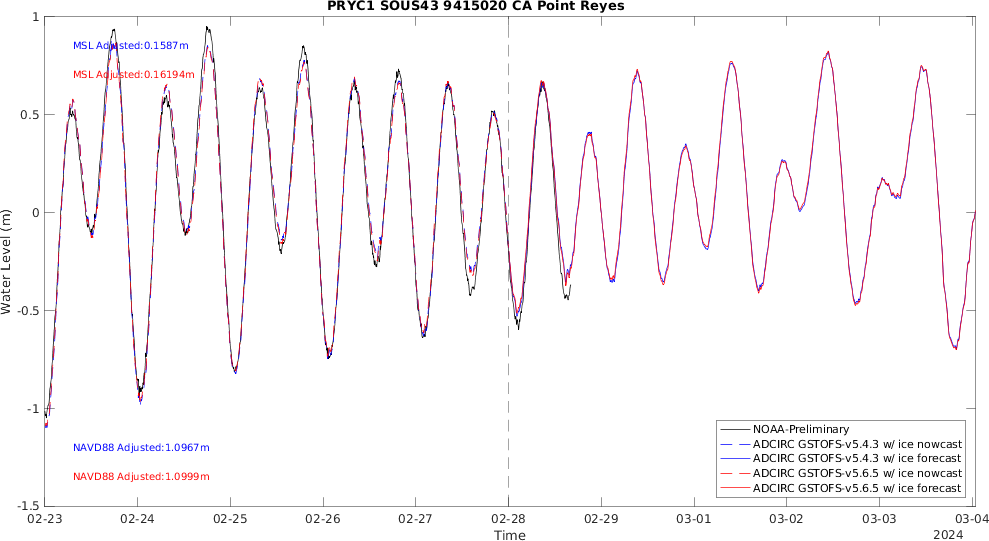 PRYC1 SOUS43 9415020 CA Point Reyes
MSL Adjusted:0.1587m
MSL Adjusted:0.16194m
NAVD88 Adjusted:1.0967m
NAVD88 Adjusted:1.0999m
Water Level (m)
1
0.5
0
-0.5
-1
-1.5
NOAA-Preliminary
ADCIRC GSTOFS-v5.4.3 w/ ice nowcast
ADCIRC GSTOFS-v5.4.3 w/ ice forecast
ADCIRC GSTOFS-v5.6.5 w/ ice nowcast
ADCIRC GSTOFS-v5.6.5 w/ ice forecast
02-23 02-24 02-25 02-26 02-27 02-28 02-29 03-01 03-02 03-03 03-04
Time
2024